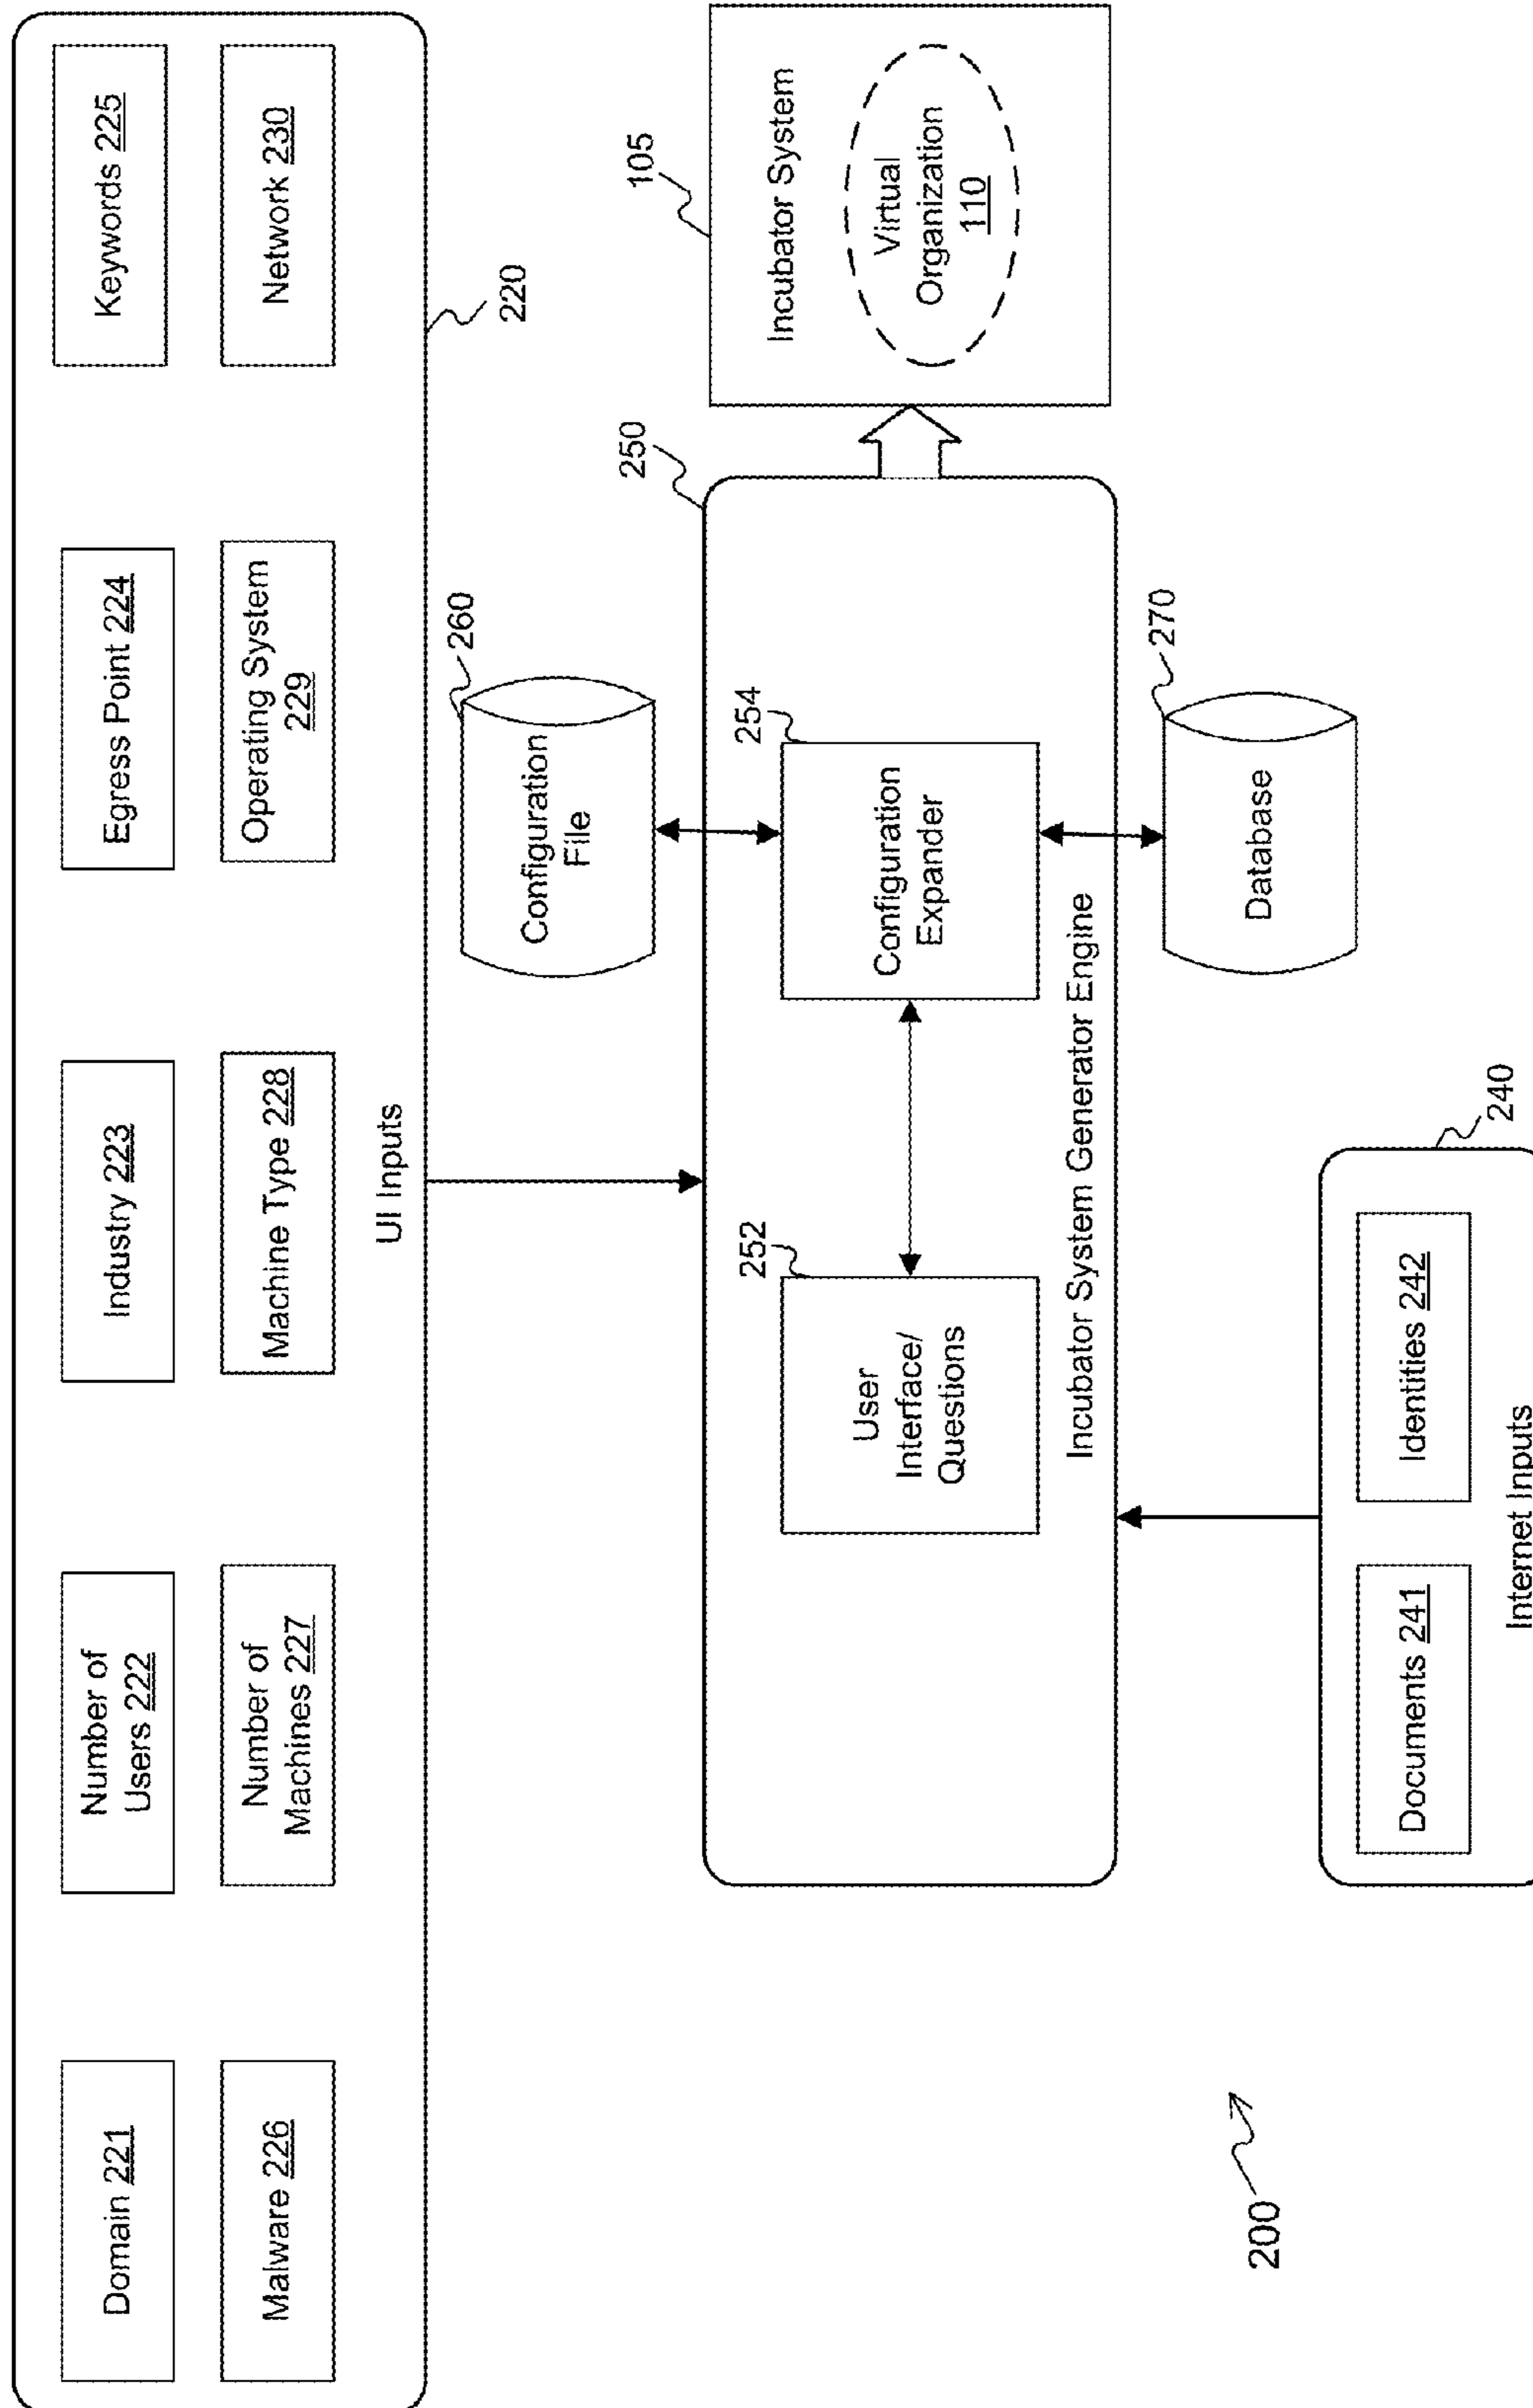 Domain 221
Number of
Users 222
Industry 223
Egress Point 224
Keywords 225
Malware 226
Number of
Machines 227
Machine Type 228
Operating System
229
Network 230
UI Inputs
220
260
Configuration
File
250
252
User
Interface/
Questions
254
Configuration
Expander
Incubator System Generator Engine
105
Incubator System
Virtual
Organization
110
270
Database
240
Documents 241
Identities 242
Internet Inputs
200